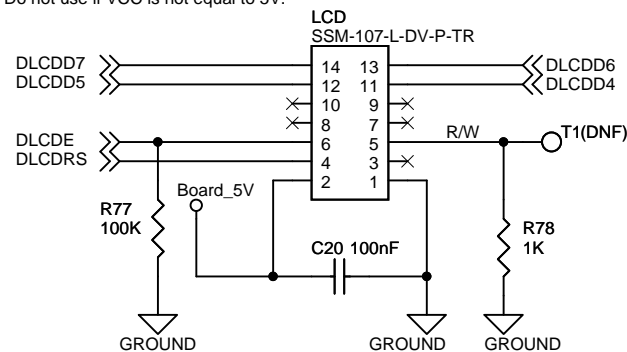 Do not use if VCC is not equal to 5V.
LCD
SSM-107-L-DV-P-TR
DLCDD7
14 13
DLCDD6
DLCDD5
12 11
DLCDD4
10 9
8 7
DLCDE
6 5
R/W
T1(DNF)
DLCDRS
4 3
2 1
Board_5V
R77
100K
C20 100nF
R78
1K
GROUND
GROUND
GROUND